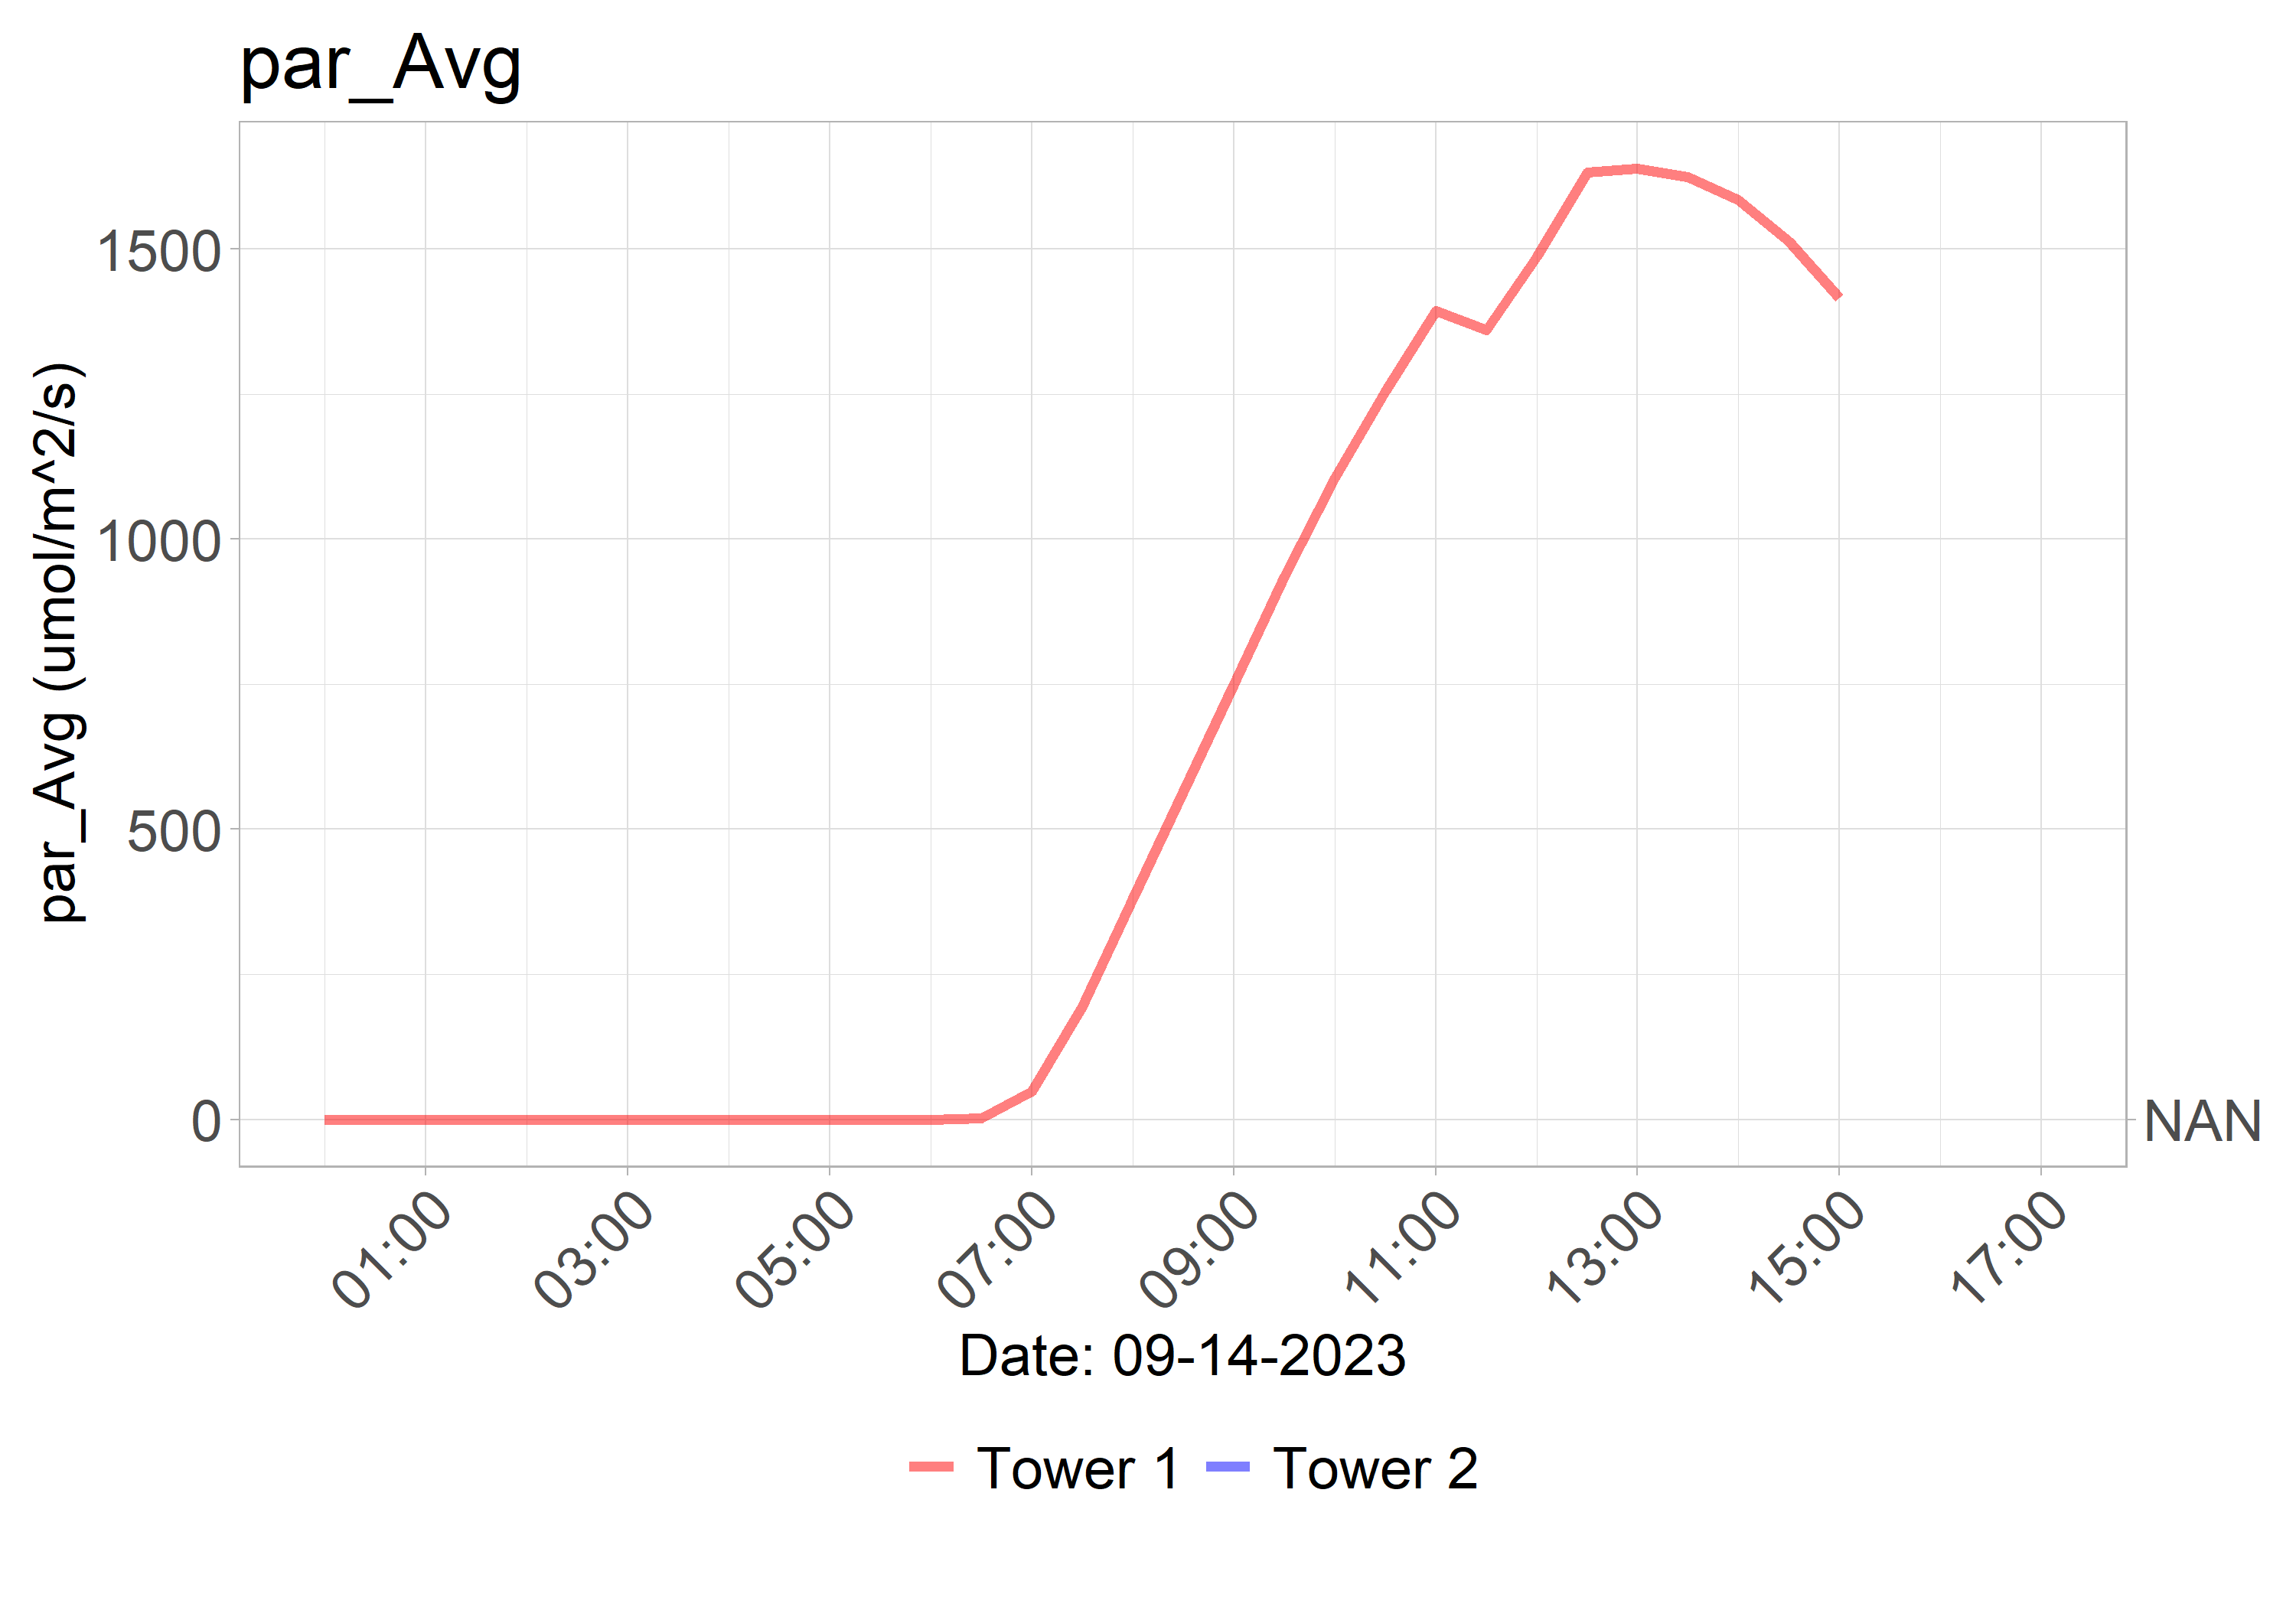 par_Avg
par_Avg (umol/m^2/s)
1500
1000
500
0
NAN
01:00 03:00 05:00 07:00 09:00 11:00 13:00 15:00 17:00
Date: 09-14-2023
Tower 1 Tower 2